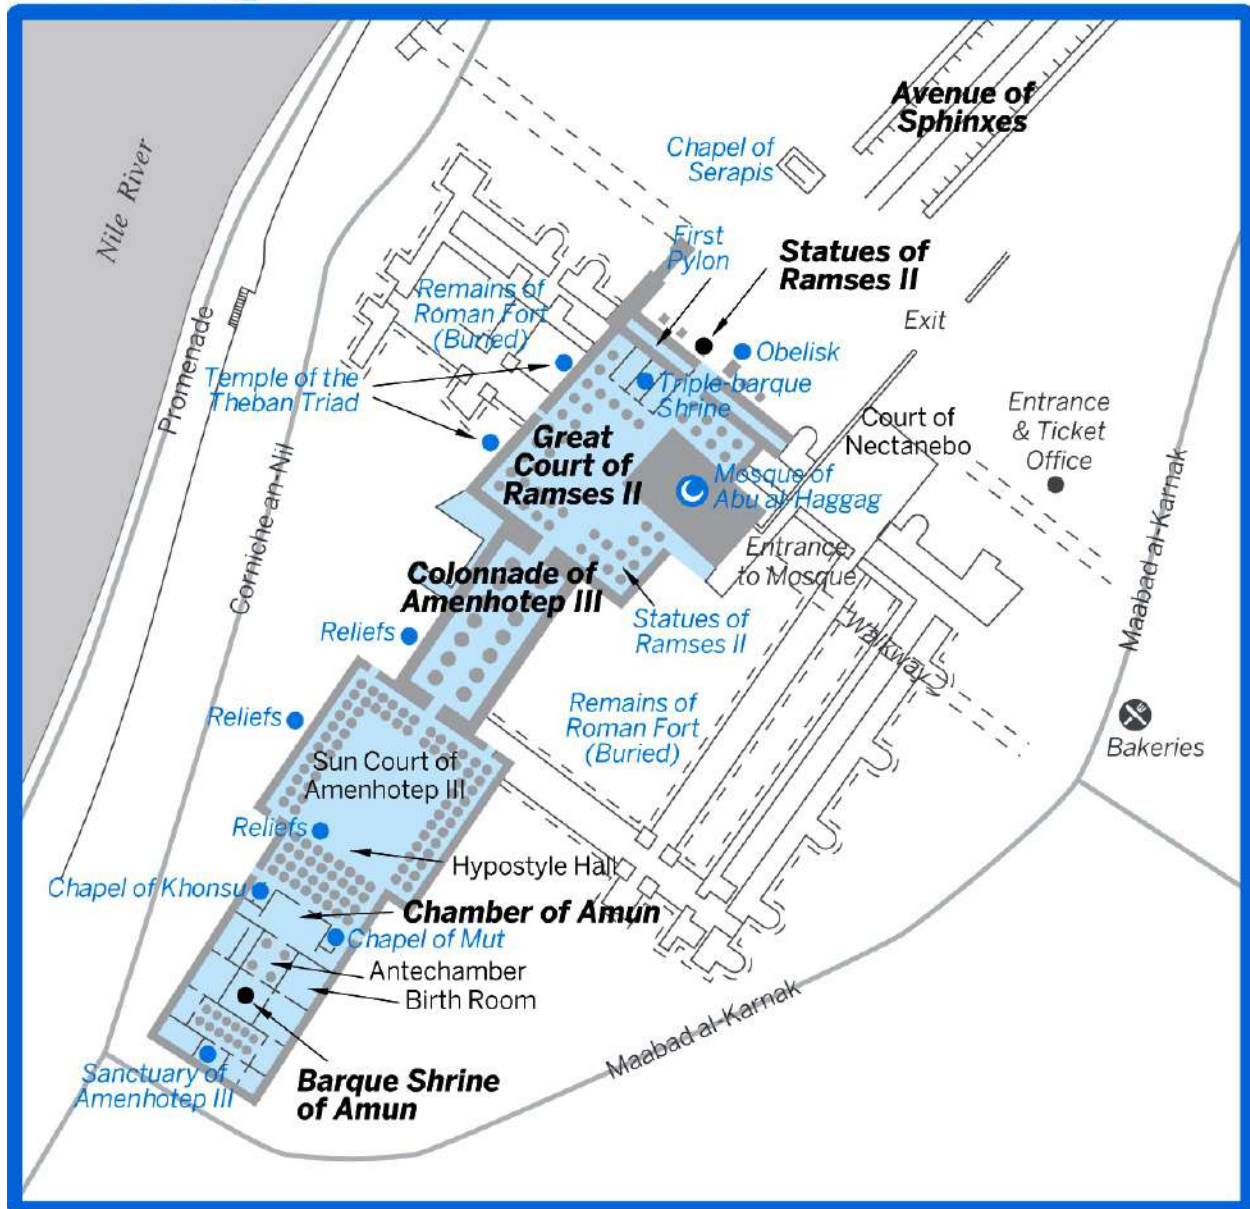 Avenue of
Sphinxes
Chapel of
Serapis
Nile River
First
Pylon
Statues of
Ramses II
Remains of
Roman Fort
(Buried)
Exit
Promenade
Obelisk
Temple of the
Theban Triad
Triple-barque
Shrine
Court of
Nectanebo
Entrance
& Ticket
Office
Great
Court of
Ramses II
Mosque of
Abu al-Haggag
Corniche an-Nil
Maabad al-Karnak
Entrance
to Mosque
Colonnade of
Amenhotep III
Reliefs
Statues of
Ramses II
Walkway
Reliefs
Remains of
Roman Fort
(Buried)
Bakeries
Sun Court of
Amenhotep III
Reliefs
Hypostyle Hall
Chapel of Khonsu
Chamber of Amun
Chapel of Mut
Antechamber
Birth Room
Maabad al-Karnak
Sanctuary of
Amenhotep III
Barque Shrine
of Amun